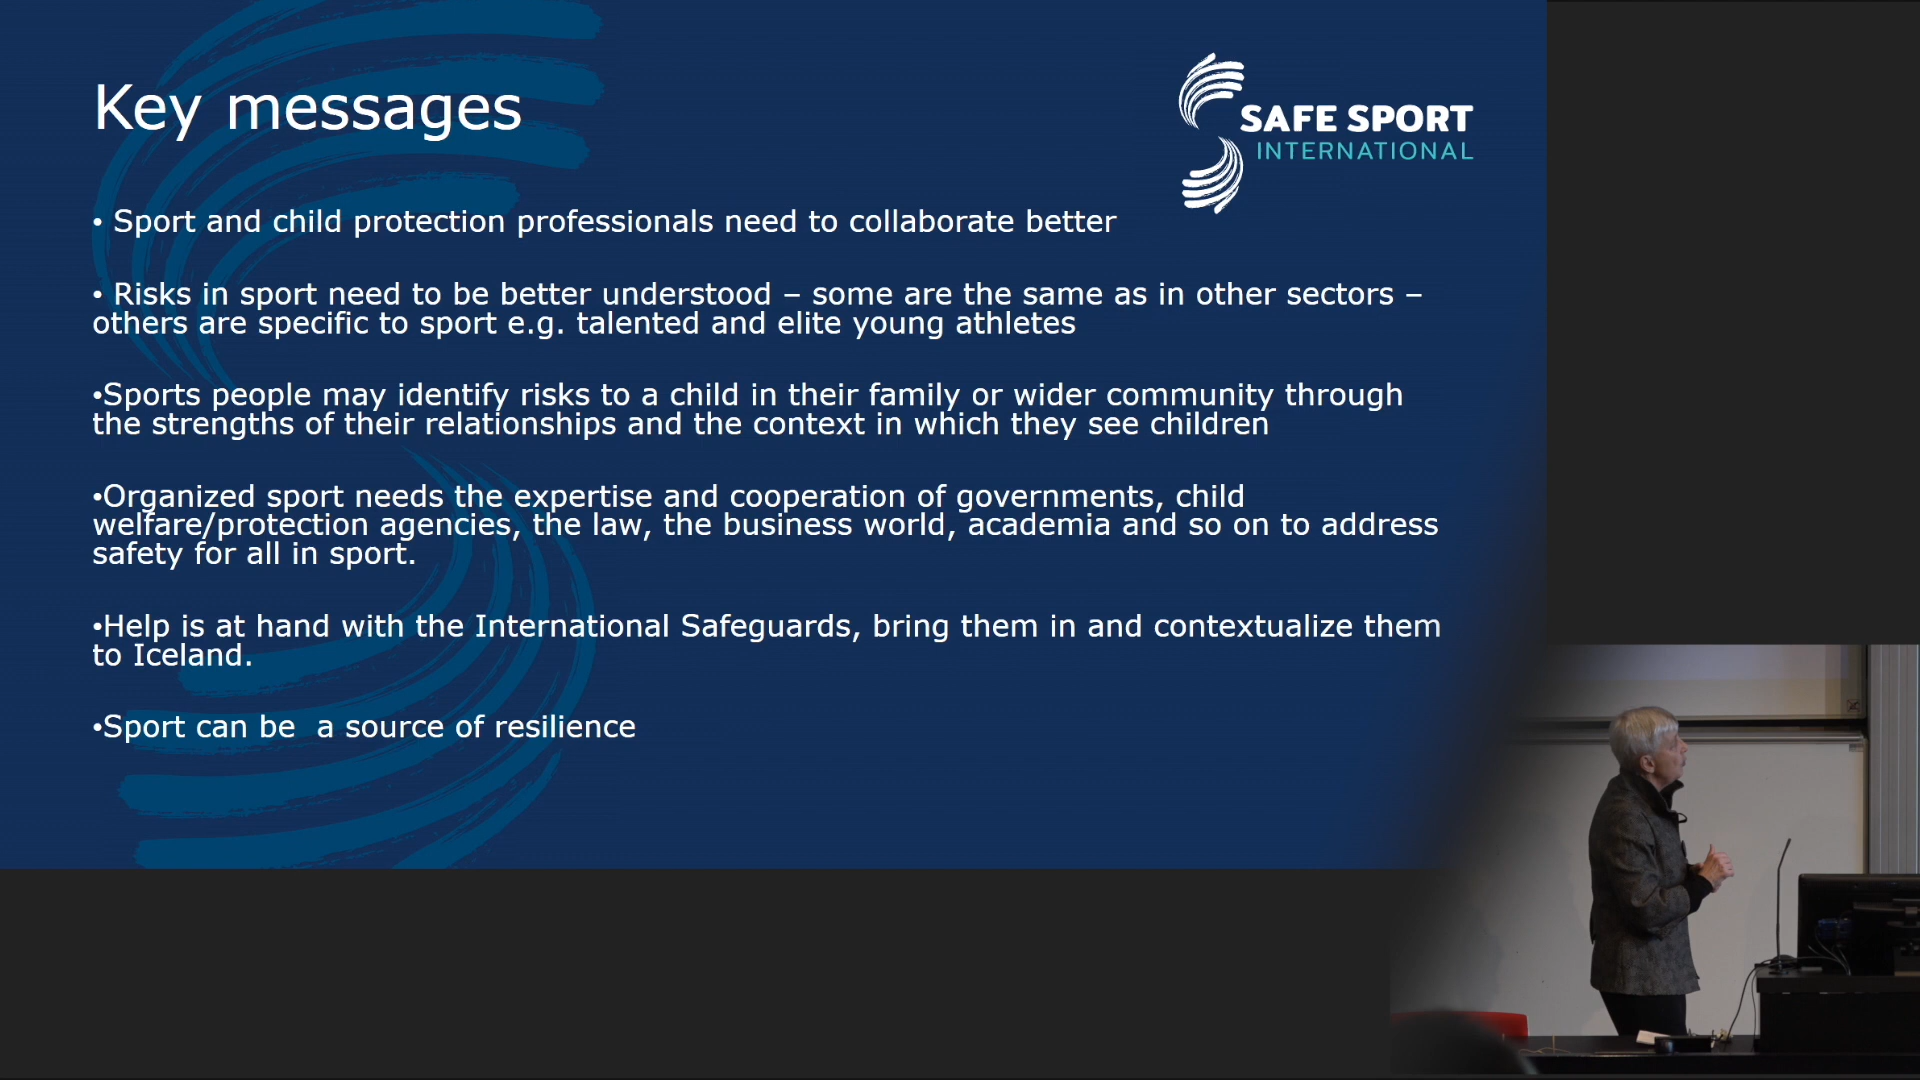 Key messages
SAFE SPORT
INTERNATIONAL
• Sport and child protection professionals need to collaborate better
• Risks in sport need to be better understood – some are the same as in other sectors –
others are specific to sport e.g. talented and elite young athletes
•Sports people may identify risks to a child in their family or wider community through
the strengths of their relationships and the context in which they see children
•Organized sport needs the expertise and cooperation of governments, child
welfare/protection agencies, the law, the business world, academia and so on to address
safety for all in sport.
•Help is at hand with the International Safeguards, bring them in and contextualize them
to Iceland.
•Sport can be  a source of resilience